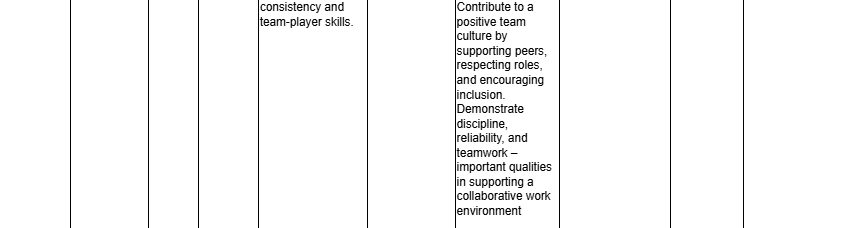 consistency and
team-player skills.
Contribute to a
positive team
culture by
supporting peers,
respecting roles,
and encouraging
inclusion.
Demonstrate
discipline,
reliability, and
teamwork –
important qualities
in supporting a
collaborative work
environment